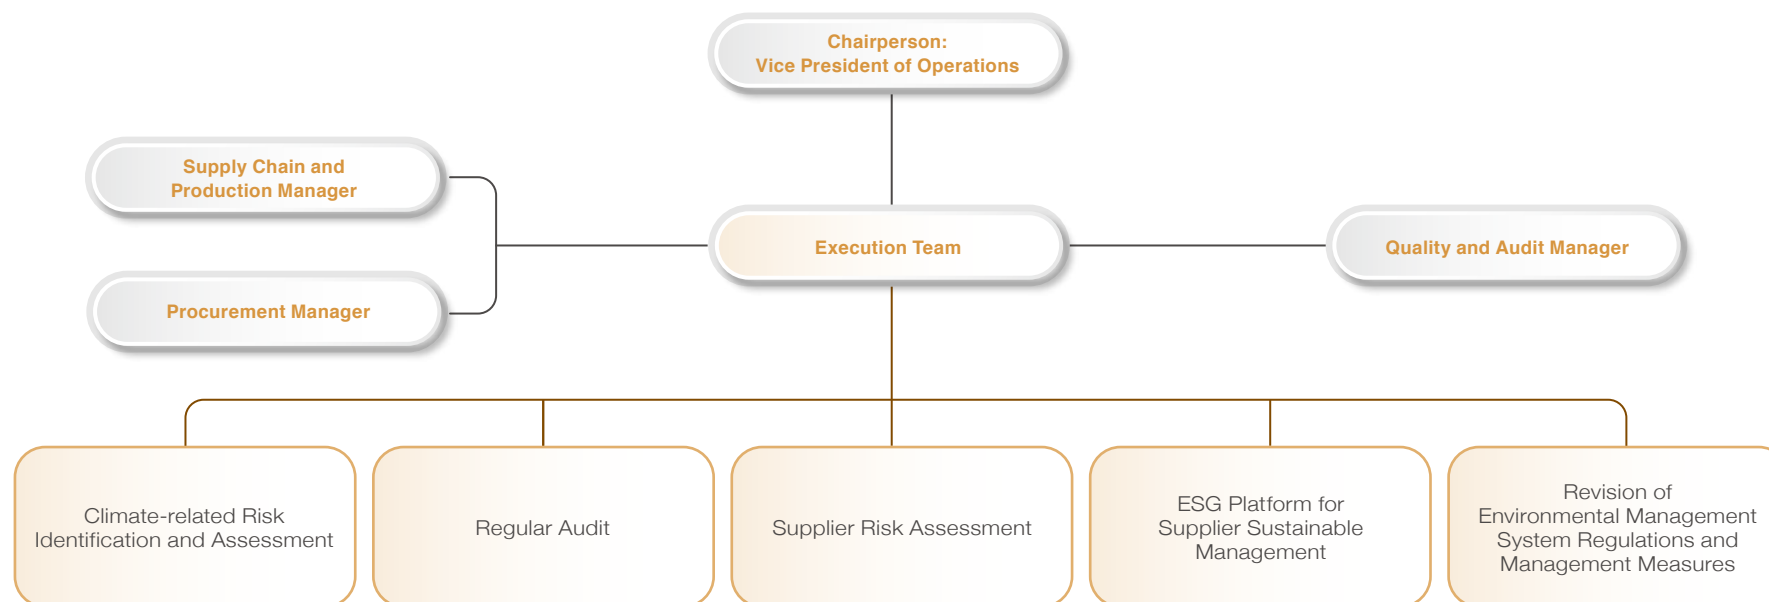 Chairperson:
Vice President of Operations
Supply Chain and
Production Manager
Execution Team
Quality and Audit Manager
Procurement Manager
Climate-related Risk
Identification and Assessment
Regular Audit
Supplier Risk Assessment
ESG Platform for
Supplier Sustainable
Management
Revision of
Environmental Management
System Regulations and
Management Measures